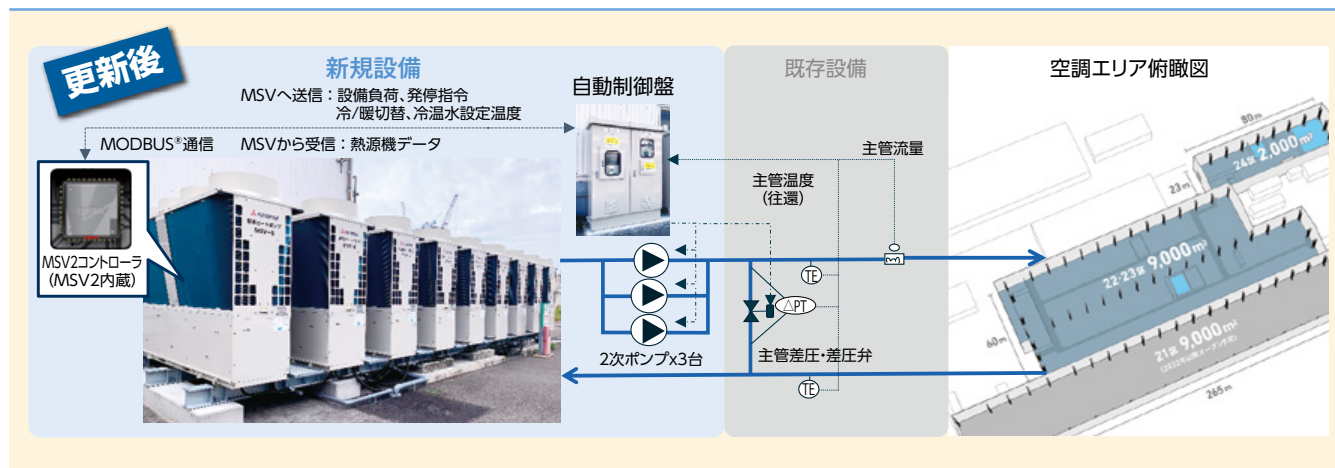 更新後
新規設備
MSVへ送信：設備負荷、発停指令
冷/暖切替、冷温水設定温度
MODBUS®通信
MSVから受信：熱源機データ
MSV2コントローラ
(MSV2内蔵)
自動制御盤
2次ポンプx3台
既存設備
主管流量
主管温度
(往還)
TE
△PT
主管差圧・差圧弁
TE
空調エリア俯瞰図
80m
24區 2,000m²
23m
22・23區 9,000m²
60m
21區 9,000m²
265m